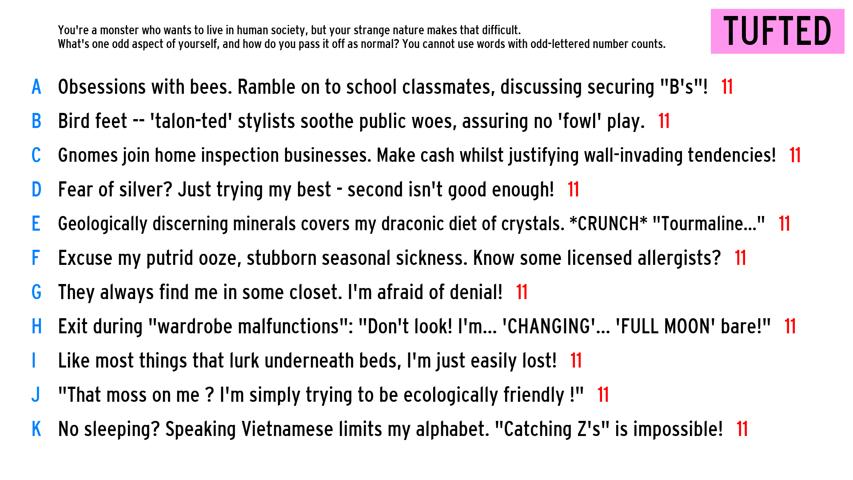 You're a monster who wants to live in human society, but your strange nature makes that difficult.
What's one odd aspect of yourself, and how do you pass it off as normal? You cannot use words with odd-lettered number counts.
TUFTED
A Obsessions with bees. Ramble on to school classmates, discussing securing "B's"! 11
B Bird feet -- 'talon-ted' stylists soothe public woes, assuring no 'fowl' play. 11
C Gnomes join home inspection businesses. Make cash whilst justifying wall-invading tendencies! 11
D Fear of silver? Just trying my best - second isn't good enough! 11
E Geologically discerning minerals covers my draconic diet of crystals. *CRUNCH* "Tourmaline..." 11
F Excuse my putrid ooze, stubborn seasonal sickness. Know some licensed allergists? 11
G They always find me in some closet. I'm afraid of denial! 11
H Exit during "wardrobe malfunctions": "Don't look! I'm... 'CHANGING'... 'FULL MOON' bare!" 11
I Like most things that lurk underneath beds, I'm just easily lost! 11
J "That moss on me ? I'm simply trying to be ecologically friendly !" 11
K No sleeping? Speaking Vietnamese limits my alphabet. "Catching Z's" is impossible! 11